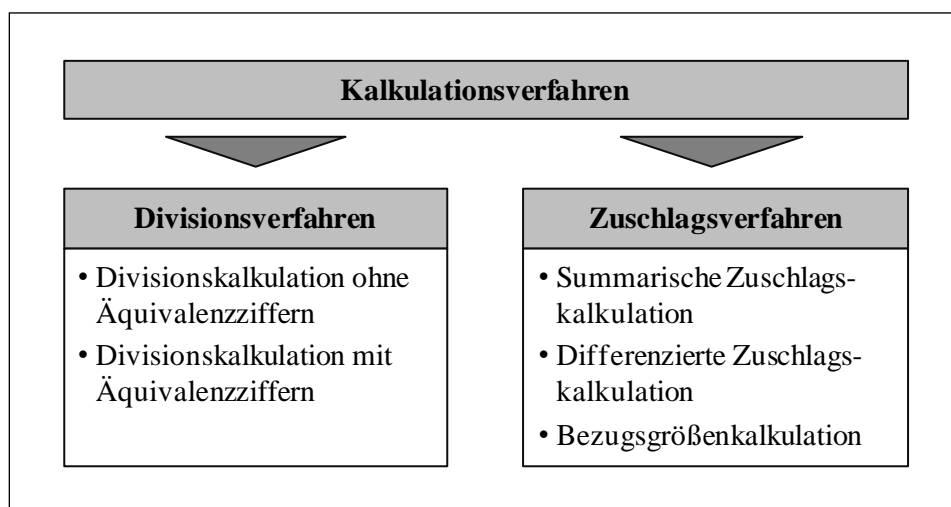 Kalkulationsverfahren
Divisionsverfahren
• Divisionskalkulation ohne
Äquivalenzziffern
• Divisionskalkulation mit
Äquivalenzziffern
Zuschlagsverfahren
• Summarische Zuschlags-
kalkulation
• Differenzierte Zuschlags-
kalkulation
• Bezugsgrößenkalkulation